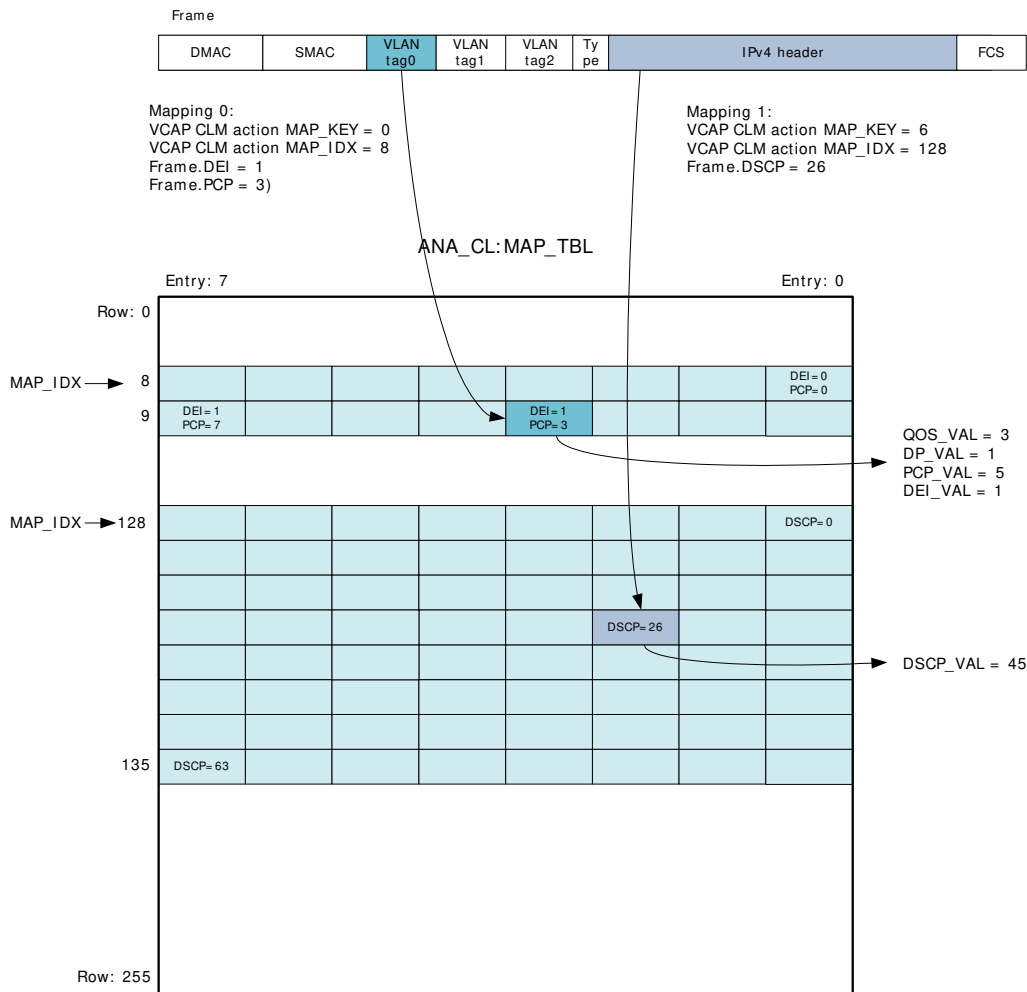 Frame
DMAC
SMAC
VLAN
tag0
VLAN
tag1
VLAN
tag2
Ty
pe
IPv4 header
FCS
Mapping 0:
VCAP CLM action MAP_KEY = 0
VCAP CLM action MAP_IDX = 8
Frame.DEI = 1
Frame.PCP = 3)
Mapping 1:
VCAP CLM action MAP_KEY = 6
VCAP CLM action MAP_IDX = 128
Frame.DSCP = 26
ANA_CL:MAP_TBL
Entry: 7
Entry: 0
Row: 0
MAP_IDX
8
DEI=0
PCP=0
9
DEI=1
PCP=7
DEI=1
PCP=3
QOS_VAL = 3
DP_VAL = 1
PCP_VAL = 5
DEI_VAL = 1
MAP_IDX
128
DSCP=0
DSCP=26
DSCP_VAL = 45
135
DSCP=63
Row: 255